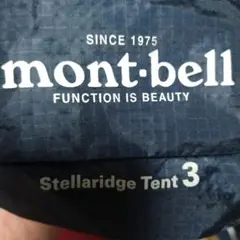 SINCE 1975
mont·bell
FUNCTION IS BEAUTY
Stellaridge Tent 3